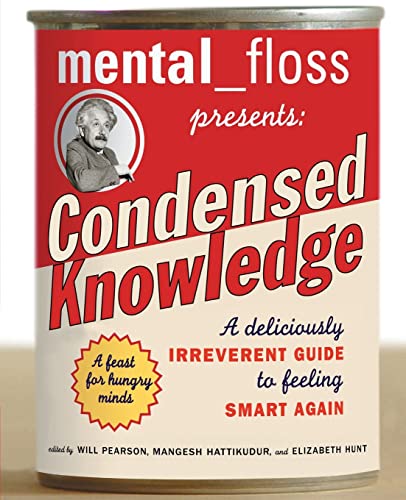 mental_floss
presents:
Condensed
Knowledge
A deliciously
IRREVERENT GUIDE
to feeling
SMART AGAIN
A feast
for hungry
minds
edited by WILL PEARSON, MANGESH HATTIKUDUR, and ELIZABETH HUNT